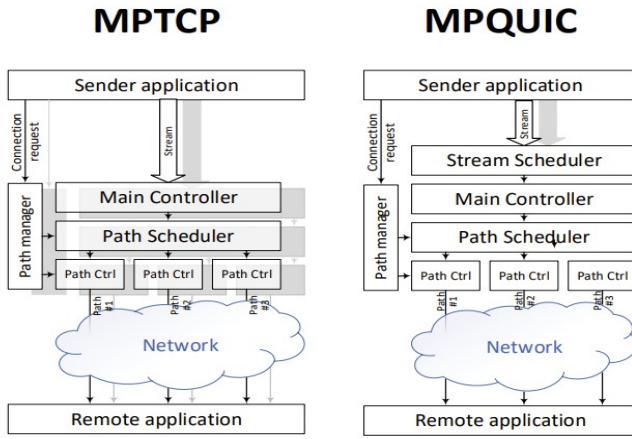 MPTCP
Sender application
Connection
request
Stream
Path manager
Main Controller
Path Scheduler
Path Ctrl
Path Ctrl
Path Ctrl
Path
#1
Path
#2
Path
#3
Network
Remote application
MPQUIC
Sender application
Connection
request
Stream
Stream Scheduler
Path manager
Main Controller
Path Scheduler
Path Ctrl
Path Ctrl
Path Ctrl
Path
#1
Path
#2
Path
#3
Network
Remote application